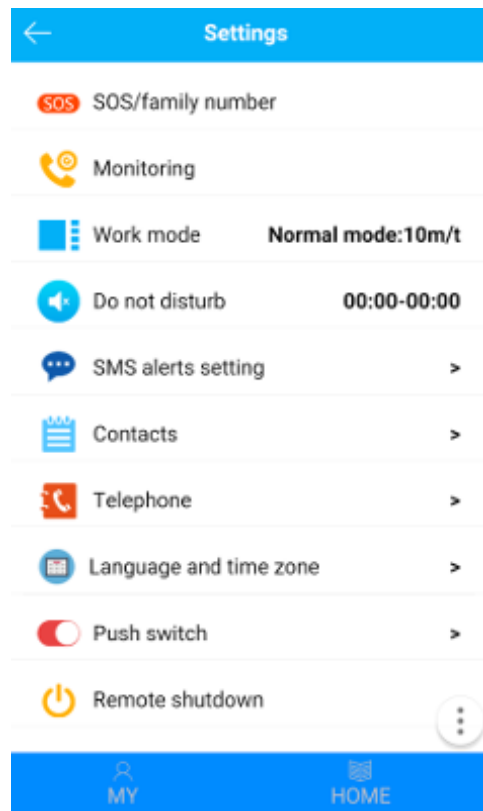 Settings
SOS SOS/family number
Monitoring
Work mode Normal mode:10m/t
Do not disturb 00:00-00:00
SMS alerts setting >
Contacts >
Telephone >
Language and time zone >
Push switch >
Remote shutdown
MY HOME